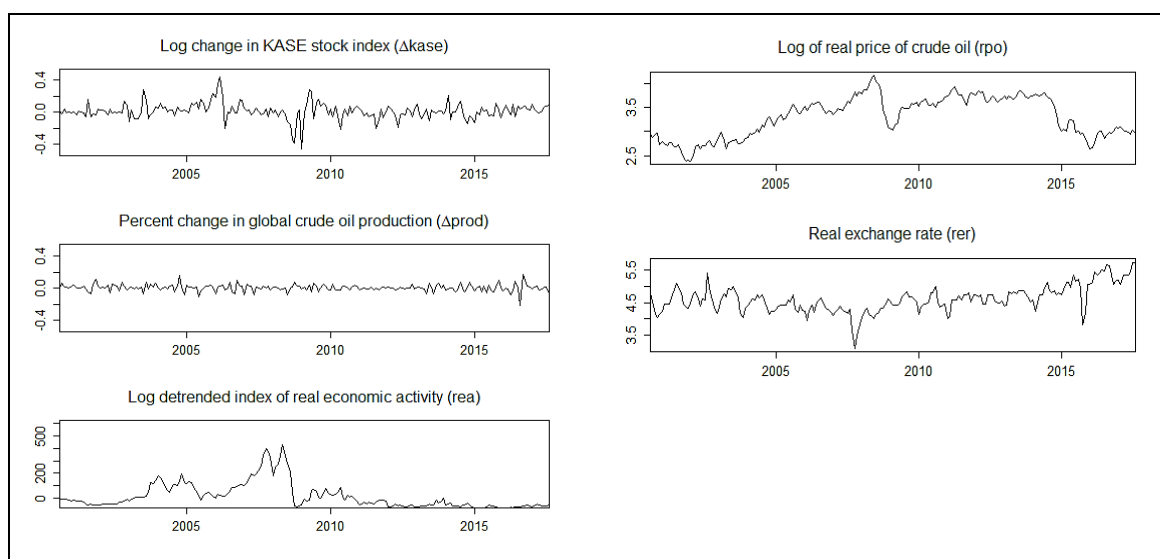 Log change in KASE stock index (Δkase)
0.4
0.0
-0.4
2005 2010 2015
Percent change in global crude oil production (Δprod)
0.4
0.0
-0.4
2005 2010 2015
Log detrended index of real economic activity (rea)
500
200
0
2005 2010 2015
Log of real price of crude oil (rpo)
3.5
2.5
2005 2010 2015
Real exchange rate (rer)
5.5
4.5
3.5
2005 2010 2015